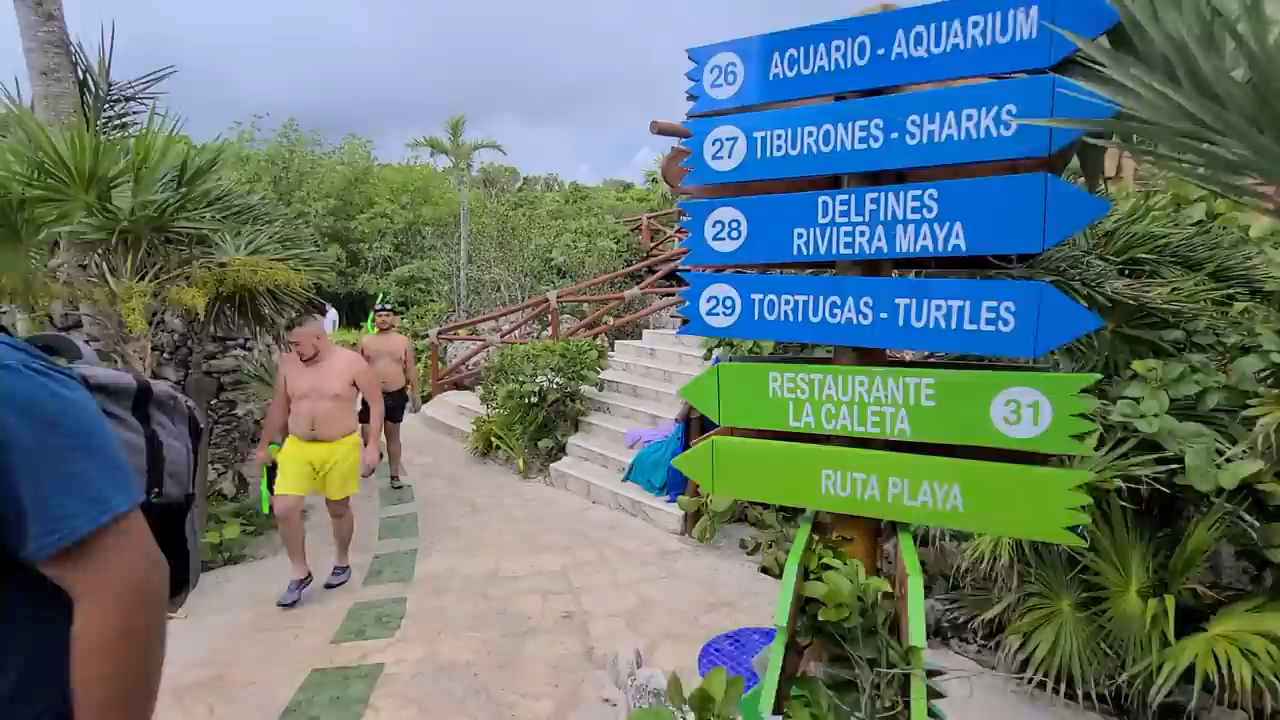 26 ACUARIO - AQUARIUM
27 TIBURONES - SHARKS
28 DELFINES
RIVIERA MAYA
29 TORTUGAS - TURTLES
RESTAURANTE
LA CALETA 31
RUTA PLAYA